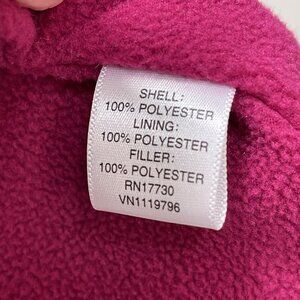 SHELL:
100% POLYESTER
LINING:
100% POLYESTER
FILLER:
100% POLYESTER
RN17730
VN1119796